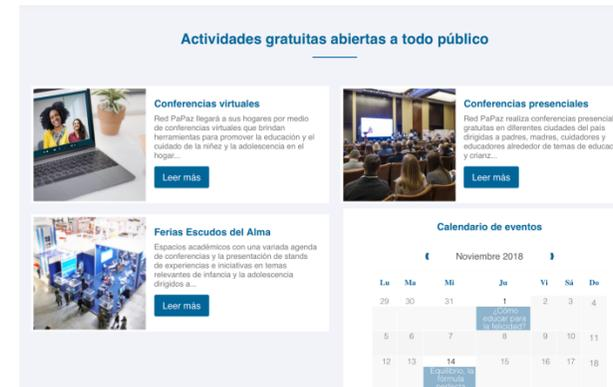 Actividades gratuitas abiertas a todo público
Conferencias virtuales
Red PaPaz llegará a sus hogares por medio
de conferencias virtuales que brindan
herramientas para promover la educación y el
cuidado de la niñez y la adolescencia en el
hogar...
Leer más
Conferencias presenciales
Red PaPaz realiza conferencias presencial
gratuitas en diferentes ciudades del país
dirigidas a padres, madres, cuidadores y
educadores alrededor de temas de educac
y crianz...
Leer más
Ferias Escudos del Alma
Espacios académicos con una variada agenda
de conferencias y la presentación de stands
de experiencias e iniciativas en temas
relevantes de infancia y la adolescencia
dirigidos a...
Leer más
Calendario de eventos
Noviembre 2018
Lu Ma Mi Ju Vi Sá Do
29 30 31 1 2 3 4
¿Cómo
educar para
la felicidad?
5 6 7 8 9 10 11
12 13 14 15 16 17 18
Equilibrio, la
fórmula
perfecta